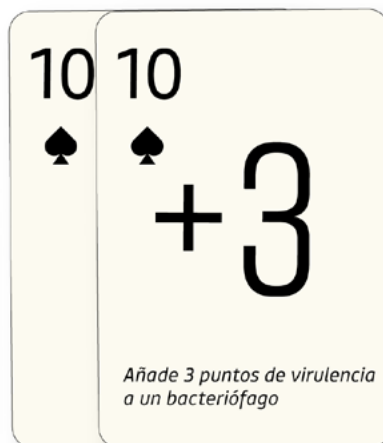 10 10
♠ ♠
+3
Añade 3 puntos de virulencia
a un bacteriófago